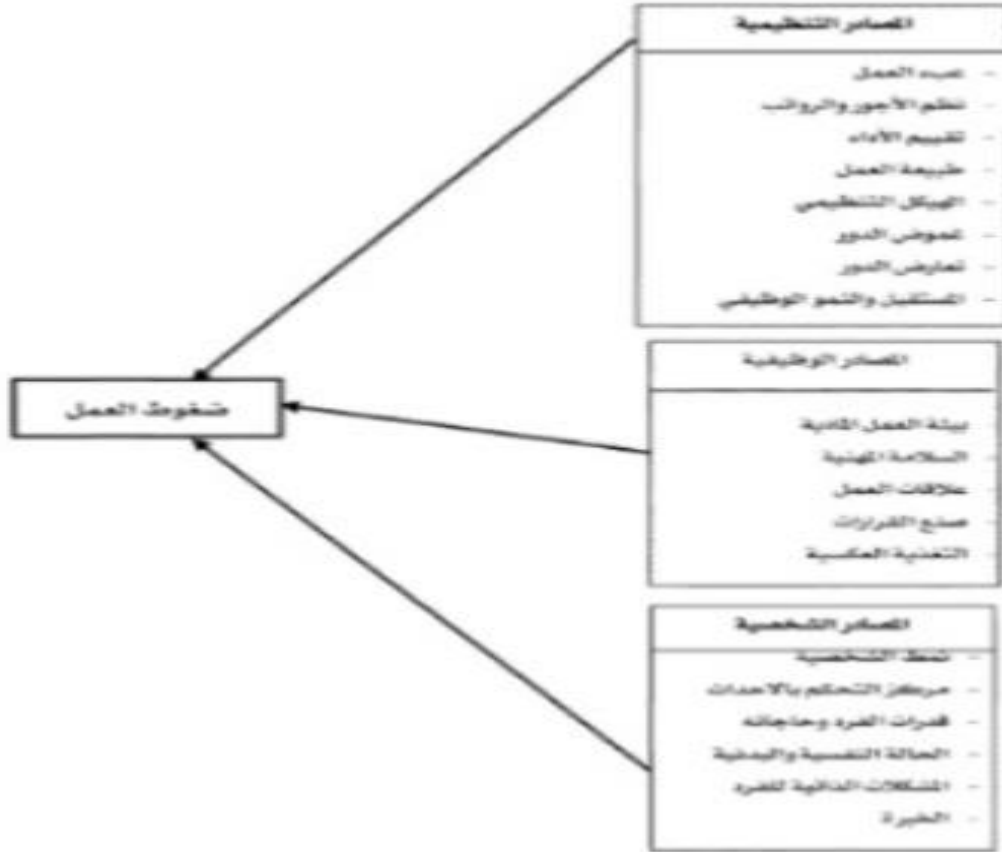 المصادر التنظيمية
- عبء العمل
- نظم الأجور والرواتب
- تقييم الأداء
- طبيعة العمل
- الهيكل التنظيمي
- غموض الدور
- تعارض الدور
- المستقبل والنمو الوظيفي
المصادر الوظيفية
- بيئة العمل المادية
- السلامة المهنية
- علاقات العمل
- صنع القرارات
- التغذية العكسية
ضغوط العمل
المصادر الشخصية
- نمط الشخصية
- مركز التحكم بالاحداث
- قدرات الفرد وحاجاته
- الحالة النفسية والبدنية
- المشكلات الذاتية للفرد
- الخبرة